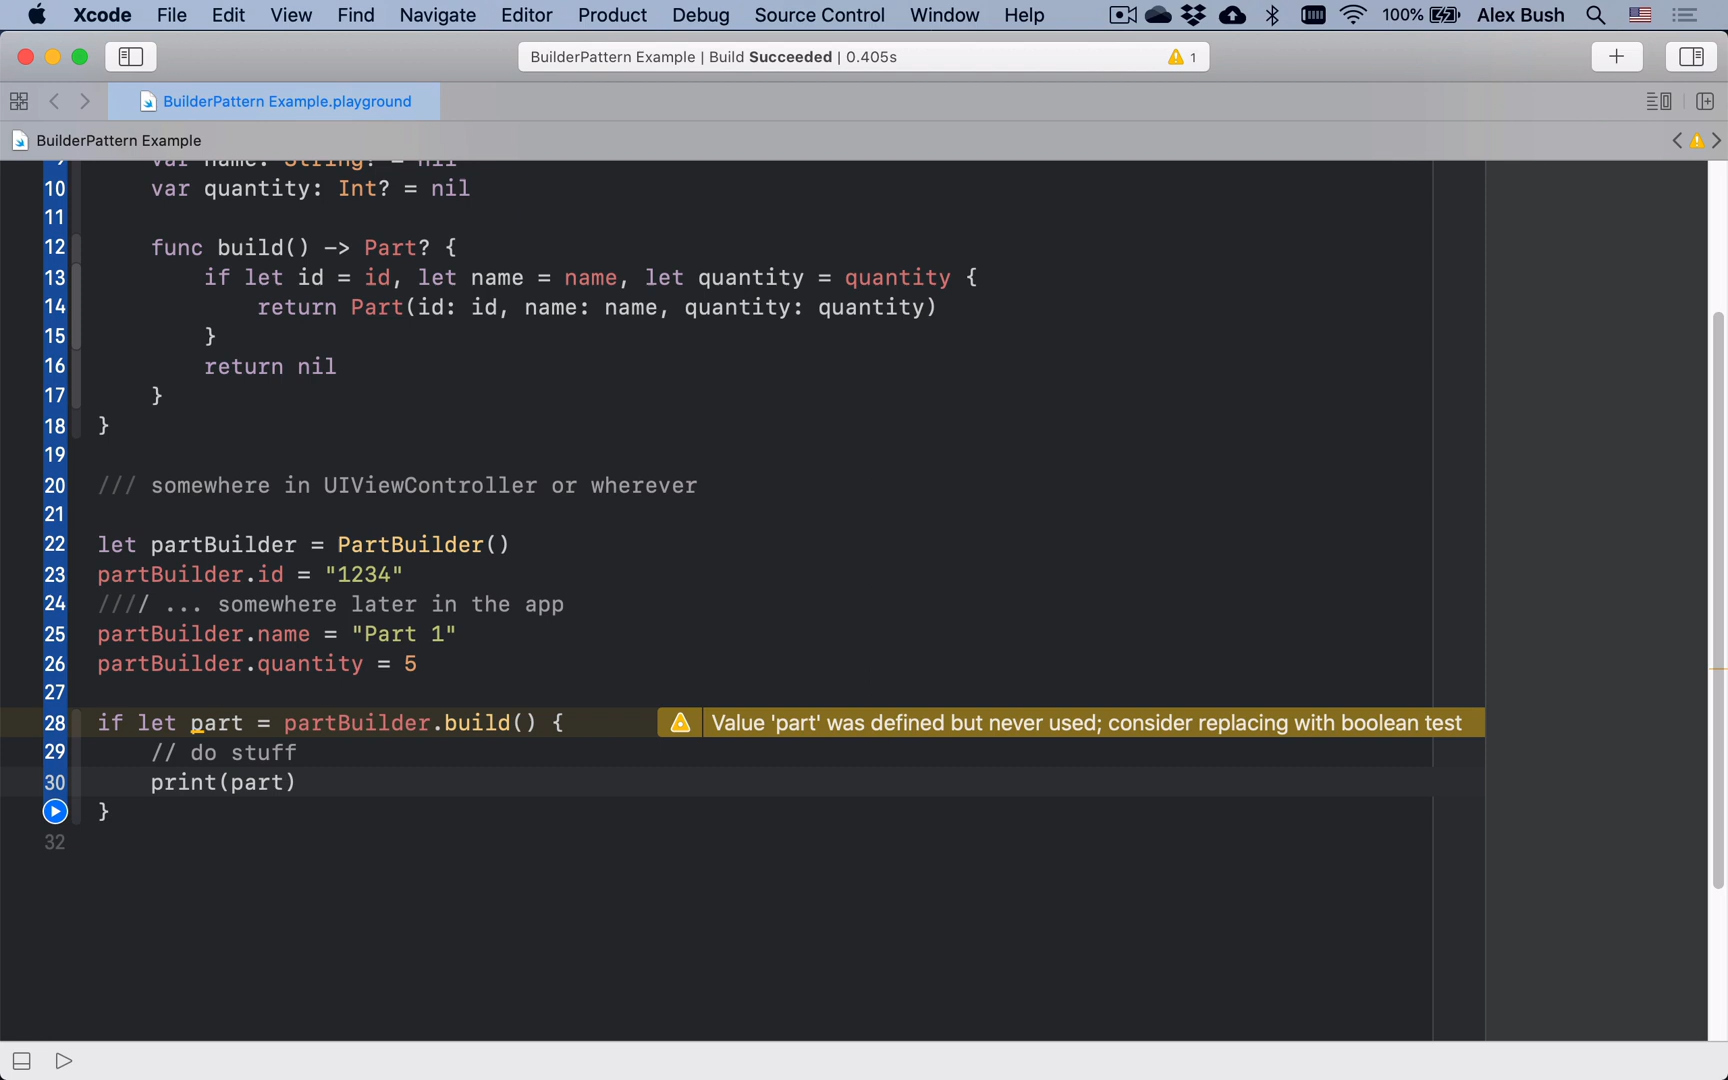 Xcode File Edit View Find Navigate Editor Product Debug Source Control Window Help 100% Alex Bush
BuilderPattern Example | Build Succeeded | 0.405s 1
BuilderPattern Example.playground
BuilderPattern Example
9 var name: String? = nil
10 var quantity: Int? = nil
11
12 func build() -> Part? {
13 if let id = id, let name = name, let quantity = quantity {
14 return Part(id: id, name: name, quantity: quantity)
15 }
16 return nil
17 }
18 }
19
20 /// somewhere in UIViewController or wherever
21
22 let partBuilder = PartBuilder()
23 partBuilder.id = "1234"
24 //// ... somewhere later in the app
25 partBuilder.name = "Part 1"
26 partBuilder.quantity = 5
27
28 if let part = partBuilder.build() { Value 'part' was defined but never used; consider replacing with boolean test
29 // do stuff
30 print(part)
}
32